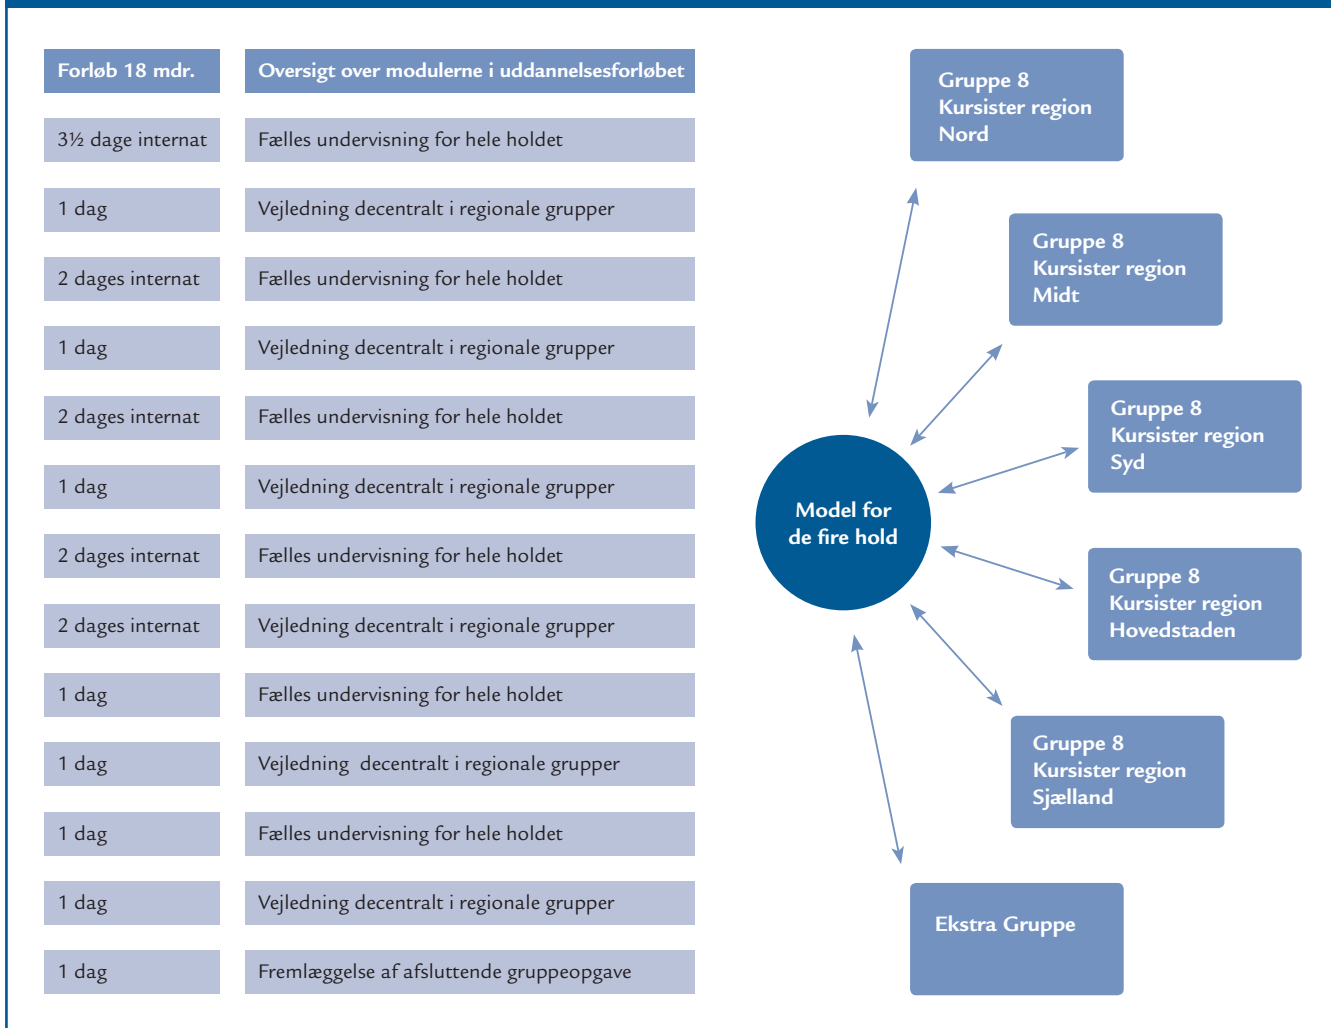 Forløb 18 mdr. Oversigt over modulerne i uddannelsesforløbet
3½ dage internat Fælles undervisning for hele holdet
1 dag Vejledning decentralt i regionale grupper
2 dages internat Fælles undervisning for hele holdet
1 dag Vejledning decentralt i regionale grupper
2 dages internat Fælles undervisning for hele holdet
1 dag Vejledning decentralt i regionale grupper
2 dages internat Fælles undervisning for hele holdet
2 dages internat Vejledning decentralt i regionale grupper
1 dag Fælles undervisning for hele holdet
1 dag Vejledning decentralt i regionale grupper
1 dag Fælles undervisning for hele holdet
1 dag Vejledning decentralt i regionale grupper
1 dag Fremlæggelse af afsluttende gruppeopgave
Gruppe 8
Kursister region
Nord
Gruppe 8
Kursister region
Midt
Gruppe 8
Kursister region
Syd
Model for
de fire hold
Gruppe 8
Kursister region
Hovedstaden
Gruppe 8
Kursister region
Sjælland
Ekstra Gruppe